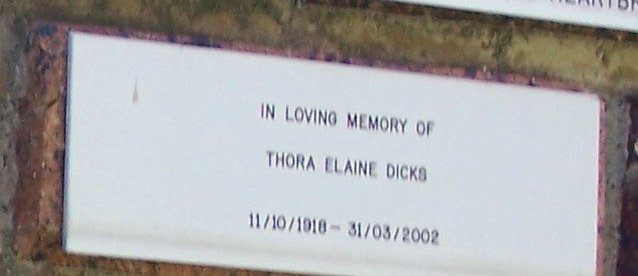 IN LOVING MEMORY OF
THORA ELAINE DICKS
11/10/1918 - 31/03/2002